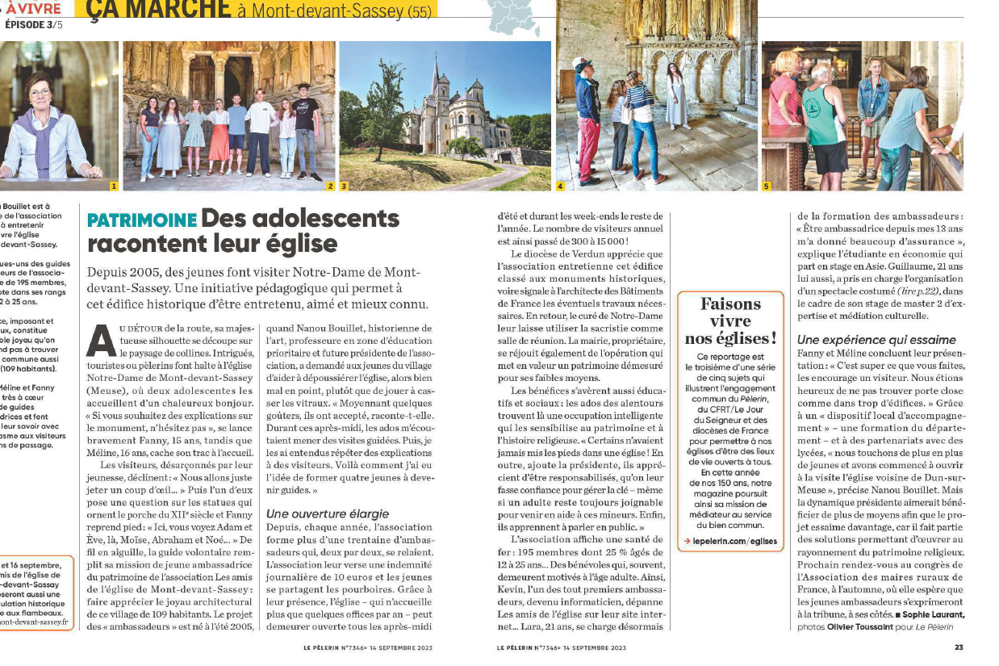 À VIVRE
ÉPISODE 3/5
ÇA MARCHE à Mont-devant-Sassey (55)
1
2
3
4
5
Bouillet est à
e de l'association
à entretenir
vre l'église
devant-Sassey.
ues-uns des guides
eurs de l'associa-
e de 195 membres,
pte dans ses rangs
2 à 25 ans.
ce, imposant et
ux, constitue
ble joyau qu'on
nd pas à trouver
commune aussi
(109 habitants).
Méline et Fanny
très à cœur
de guides
drices et font
leur savoir avec
asme aux visiteurs
ns de passage.
et 16 septembre,
mis de l'église de
-devant-Sassay
oseront aussi une
ulation historique
e aux flambeaux.
mont-devant-sassey.fr
PATRIMOINE Des adolescents
racontent leur église
Depuis 2005, des jeunes font visiter Notre-Dame de Mont-
devant-Sassey. Une initiative pédagogique qui permet à
cet édifice historique d'être entretenu, aimé et mieux connu.
AU DÉTOUR de la route, sa majes-
tueuse silhouette se découpe sur
le paysage de collines. Intrigués,
touristes ou pèlerins font halte à l'église
Notre-Dame de Mont-devant-Sassey
(Meuse), où deux adolescentes les
accueillent d'un chaleureux bonjour.
« Si vous souhaitez des explications sur
le monument, n'hésitez pas », se lance
bravement Fanny, 15 ans, tandis que
Méline, 16 ans, cache son trac à l'accueil.
Les visiteurs, désarçonnés par leur
jeunesse, déclinent : « Nous allons juste
jeter un coup d'œil... » Puis l'un d'eux
pose une question sur les statues qui
ornent le porche du XIIe siècle et Fanny
reprend pied : « Ici, vous voyez Adam et
Ève, là, Moïse, Abraham et Noé... » De
fil en aiguille, la guide volontaire rem-
plit sa mission de jeune ambassadrice
du patrimoine de l'association Les amis
de l'église de Mont-devant-Sassey :
faire apprécier le joyau architectural
de ce village de 109 habitants. Le projet
des « ambassadeurs » est né à l'été 2005,
quand Nanou Bouillet, historienne de
l'art, professeure en zone d'éducation
prioritaire et future présidente de l'asso-
ciation, a demandé aux jeunes du village
d'aider à dépoussiérer l'église, alors bien
mal en point, plutôt que de jouer à cas-
ser les vitraux. « Moyennant quelques
goûters, ils ont accepté, raconte-t-elle.
Durant ces après-midi, les ados m'écou-
taient mener des visites guidées. Puis, je
les ai entendus répéter des explications
à des visiteurs. Voilà comment j'ai eu
l'idée de former quatre jeunes à deve-
nir guides. »
Une ouverture élargie
Depuis, chaque année, l'association
forme plus d'une trentaine d'ambas-
sadeurs qui, deux par deux, se relaient.
L'association leur verse une indemnité
journalière de 10 euros et les jeunes
se partagent les pourboires. Grâce à
leur présence, l'église – qui n'accueille
plus que quelques offices par an – peut
demeurer ouverte tous les après-midi
d'été et durant les week-ends le reste de
l'année. Le nombre de visiteurs annuel
est ainsi passé de 300 à 15 000 !
Le diocèse de Verdun apprécie que
l'association entretienne cet édifice
classé aux monuments historiques,
voire signale à l'architecte des Bâtiments
de France les éventuels travaux néces-
saires. En retour, le curé de Notre-Dame
leur laisse utiliser la sacristie comme
salle de réunion. La mairie, propriétaire,
se réjouit également de l'opération qui
met en valeur un patrimoine démesuré
pour ses faibles moyens.
Les bénéfices s'avèrent aussi éduca-
tifs et sociaux : les ados des alentours
trouvent là une occupation intelligente
qui les sensibilise au patrimoine et à
l'histoire religieuse. « Certains n'avaient
jamais mis les pieds dans une église ! En
outre, ajoute la présidente, ils appré-
cient d'être responsabilisés, qu'on leur
fasse confiance pour gérer la clé – même
si un adulte reste toujours joignable
pour venir en aide à ces mineurs. Enfin,
ils apprennent à parler en public. »
L'association affiche une santé de
fer : 195 membres dont 25 % âgés de
12 à 25 ans... Des bénévoles qui, souvent,
demeurent motivés à l'âge adulte. Ainsi,
Kevin, l'un des tout premiers ambassa-
deurs, devenu informaticien, dépanne
Les amis de l'église sur leur site inter-
net... Lara, 21 ans, se charge désormais
Faisons
vivre
nos églises !
Ce reportage est
le troisième d'une série
de cinq sujets qui
illustrent l'engagement
commun du Pèlerin,
du CFRT/Le Jour
du Seigneur et des
diocèses de France
pour permettre à nos
églises d'être des lieux
de vie ouverts à tous.
En cette année
de nos 150 ans, notre
magazine poursuit
ainsi sa mission de
médiateur au service
du bien commun.
→ lepelerin.com/eglises
de la formation des ambassadeurs :
« Être ambassadrice depuis mes 13 ans
m'a donné beaucoup d'assurance »,
explique l'étudiante en économie qui
part en stage en Asie. Guillaume, 21 ans
lui aussi, a pris en charge l'organisation
d'un spectacle costumé (lire p.22), dans
le cadre de son stage de master 2 d'ex-
pertise et médiation culturelle.
Une expérience qui essaime
Fanny et Méline concluent leur présen-
tation : « C'est super ce que vous faites,
les encourage un visiteur. Nous étions
heureux de ne pas trouver porte close
comme dans trop d'édifices. » Grâce
à un « dispositif local d'accompagne-
ment » – une formation du départe-
ment – et à des partenariats avec des
lycées, « nous touchons de plus en plus
de jeunes et avons commencé à ouvrir
à la visite l'église voisine de Dun-sur-
Meuse », précise Nanou Bouillet. Mais
la dynamique présidente aimerait béné-
ficier de plus de moyens afin que le pro-
jet essaime davantage, car il fait partie
des solutions permettant d'œuvrer au
rayonnement du patrimoine religieux.
Prochain rendez-vous au congrès de
l'Association des maires ruraux de
France, à l'automne, où elle espère que
les jeunes ambassadeurs s'exprimeront
à la tribune, à ses côtés. ■ Sophie Laurant,
photos Olivier Toussaint pour Le Pèlerin
LE PÈLERIN N°7346> 14 SEPTEMBRE 2023
LE PÈLERIN N°7346> 14 SEPTEMBRE 2023
23